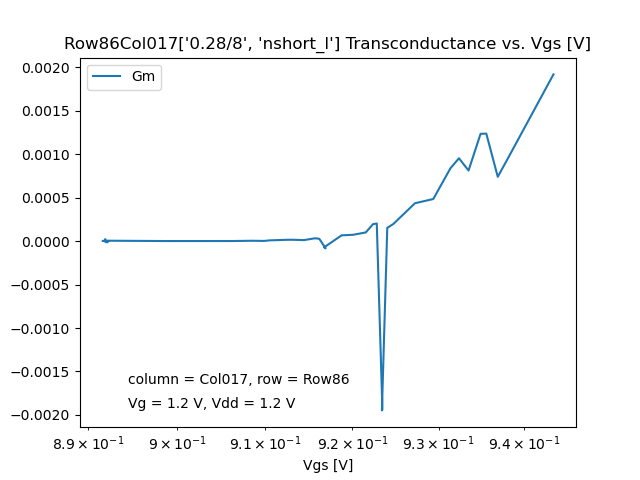 Row86Col017['0.28/8', 'nshort_l'] Transconductance vs. Vgs [V]
Gm
0.0020
0.0015
0.0010
0.0005
0.0000
−0.0005
−0.0010
−0.0015
−0.0020
column = Col017, row = Row86
Vg = 1.2 V, Vdd = 1.2 V
8.9 × 10⁻¹ 9 × 10⁻¹ 9.1 × 10⁻¹ 9.2 × 10⁻¹ 9.3 × 10⁻¹ 9.4 × 10⁻¹
Vgs [V]